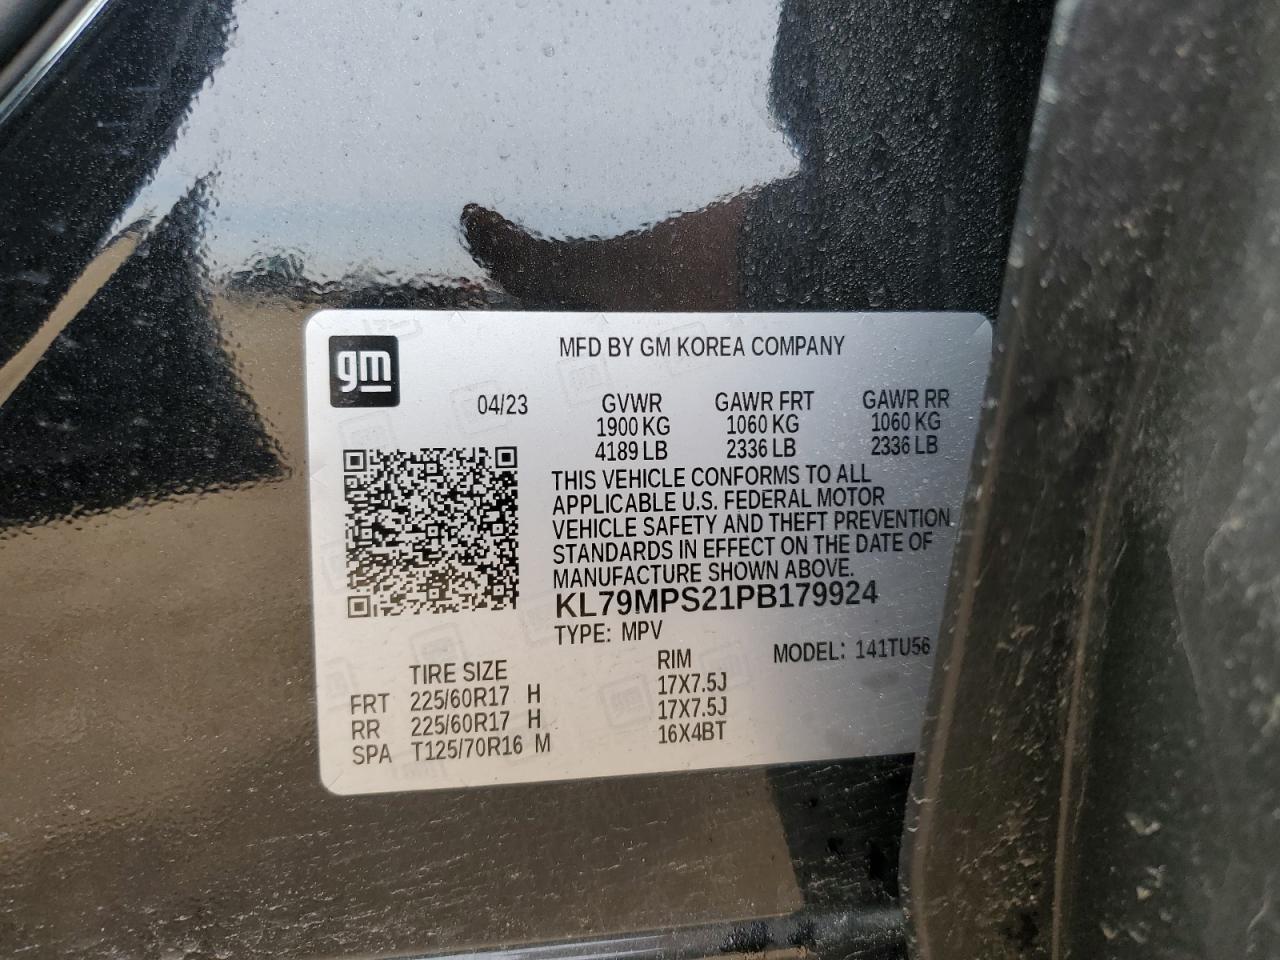 gm
MFD BY GM KOREA COMPANY
04/23 GVWR GAWR FRT GAWR RR
1900 KG 1060 KG 1060 KG
4189 LB 2336 LB 2336 LB
THIS VEHICLE CONFORMS TO ALL
APPLICABLE U.S. FEDERAL MOTOR
VEHICLE SAFETY AND THEFT PREVENTION
STANDARDS IN EFFECT ON THE DATE OF
MANUFACTURE SHOWN ABOVE.
KL79MPS21PB179924
TYPE: MPV MODEL: 141TU56
TIRE SIZE RIM
FRT 225/60R17 H 17X7.5J
RR 225/60R17 H 17X7.5J
SPA T125/70R16 M 16X4BT